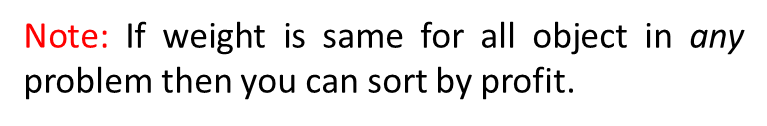 Note: If weight is same for all object in any
problem then you can sort by profit.